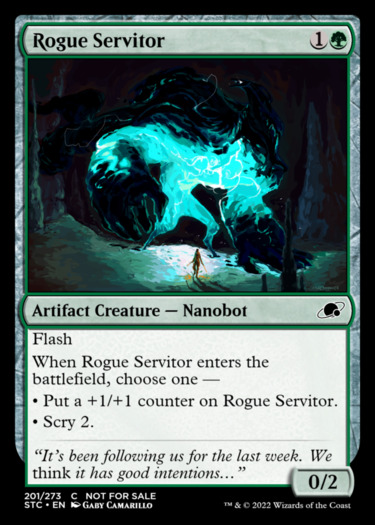 Rogue Servitor 1
Artifact Creature — Nanobot
Flash
When Rogue Servitor enters the
battlefield, choose one —
• Put a +1/+1 counter on Rogue Servitor.
• Scry 2.
“It’s been following us for the last week. We
think it has good intentions…”
0/2
201/273 C NOT FOR SALE
STC • EN Gaby Camarillo
™ & © 2022 Wizards of the Coast